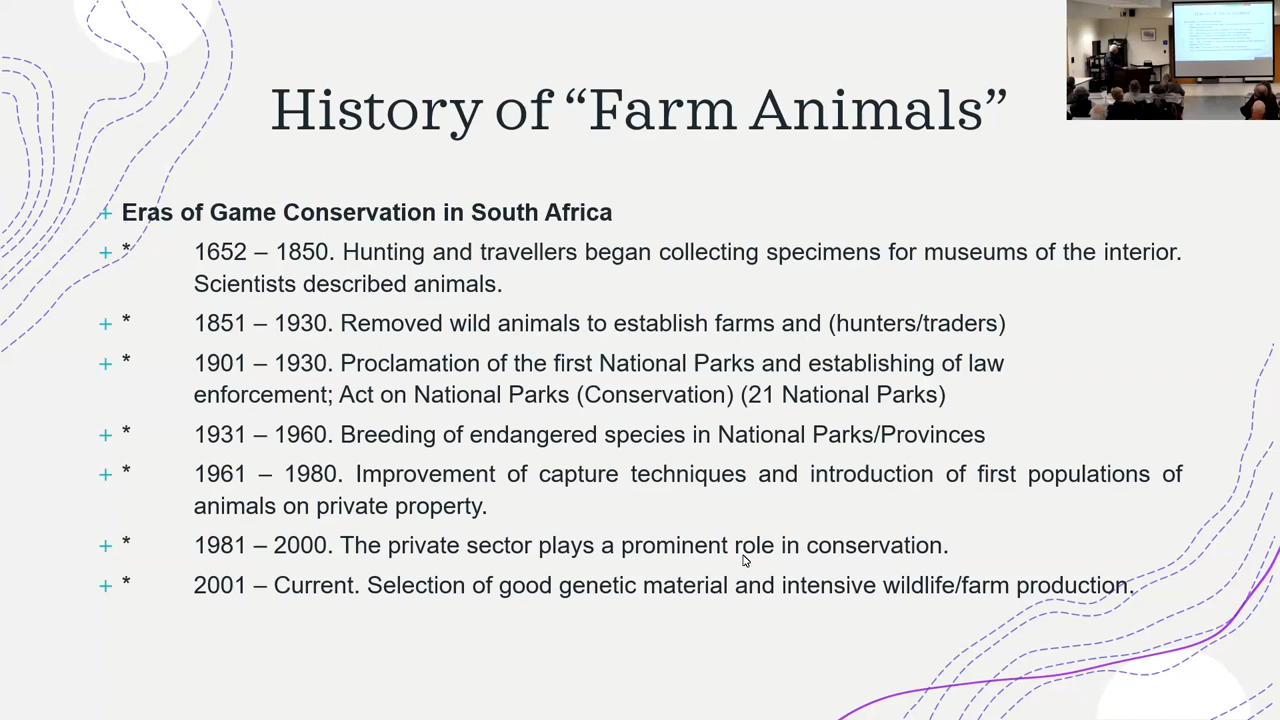 History of “Farm Animals”
+ Eras of Game Conservation in South Africa
+ * 1652 – 1850. Hunting and travellers began collecting specimens for museums of the interior.
Scientists described animals.
+ * 1851 – 1930. Removed wild animals to establish farms and (hunters/traders)
+ * 1901 – 1930. Proclamation of the first National Parks and establishing of law
enforcement; Act on National Parks (Conservation) (21 National Parks)
+ * 1931 – 1960. Breeding of endangered species in National Parks/Provinces
+ * 1961 – 1980. Improvement of capture techniques and introduction of first populations of
animals on private property.
+ * 1981 – 2000. The private sector plays a prominent role in conservation.
+ * 2001 – Current. Selection of good genetic material and intensive wildlife/farm production.